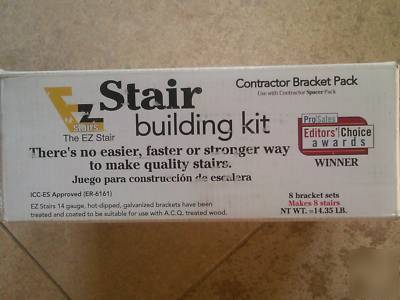 EZ
stairs
The EZ Stair
Stair
building kit
Contractor Bracket Pack
Use with Contractor Spacer Pack
ProSales
Editors' Choice
awards
WINNER
There's no easier, faster or stronger way
to make quality stairs.
Juego para construcción de escalera
ICC-ES Approved (ER-6161)
EZ Stairs 14 gauge, hot-dipped, galvanized brackets have been
treated and coated to be suitable for use with A.C.Q. treated wood.
8 bracket sets
Makes 8 stairs
NT WT. =14.35 LB.